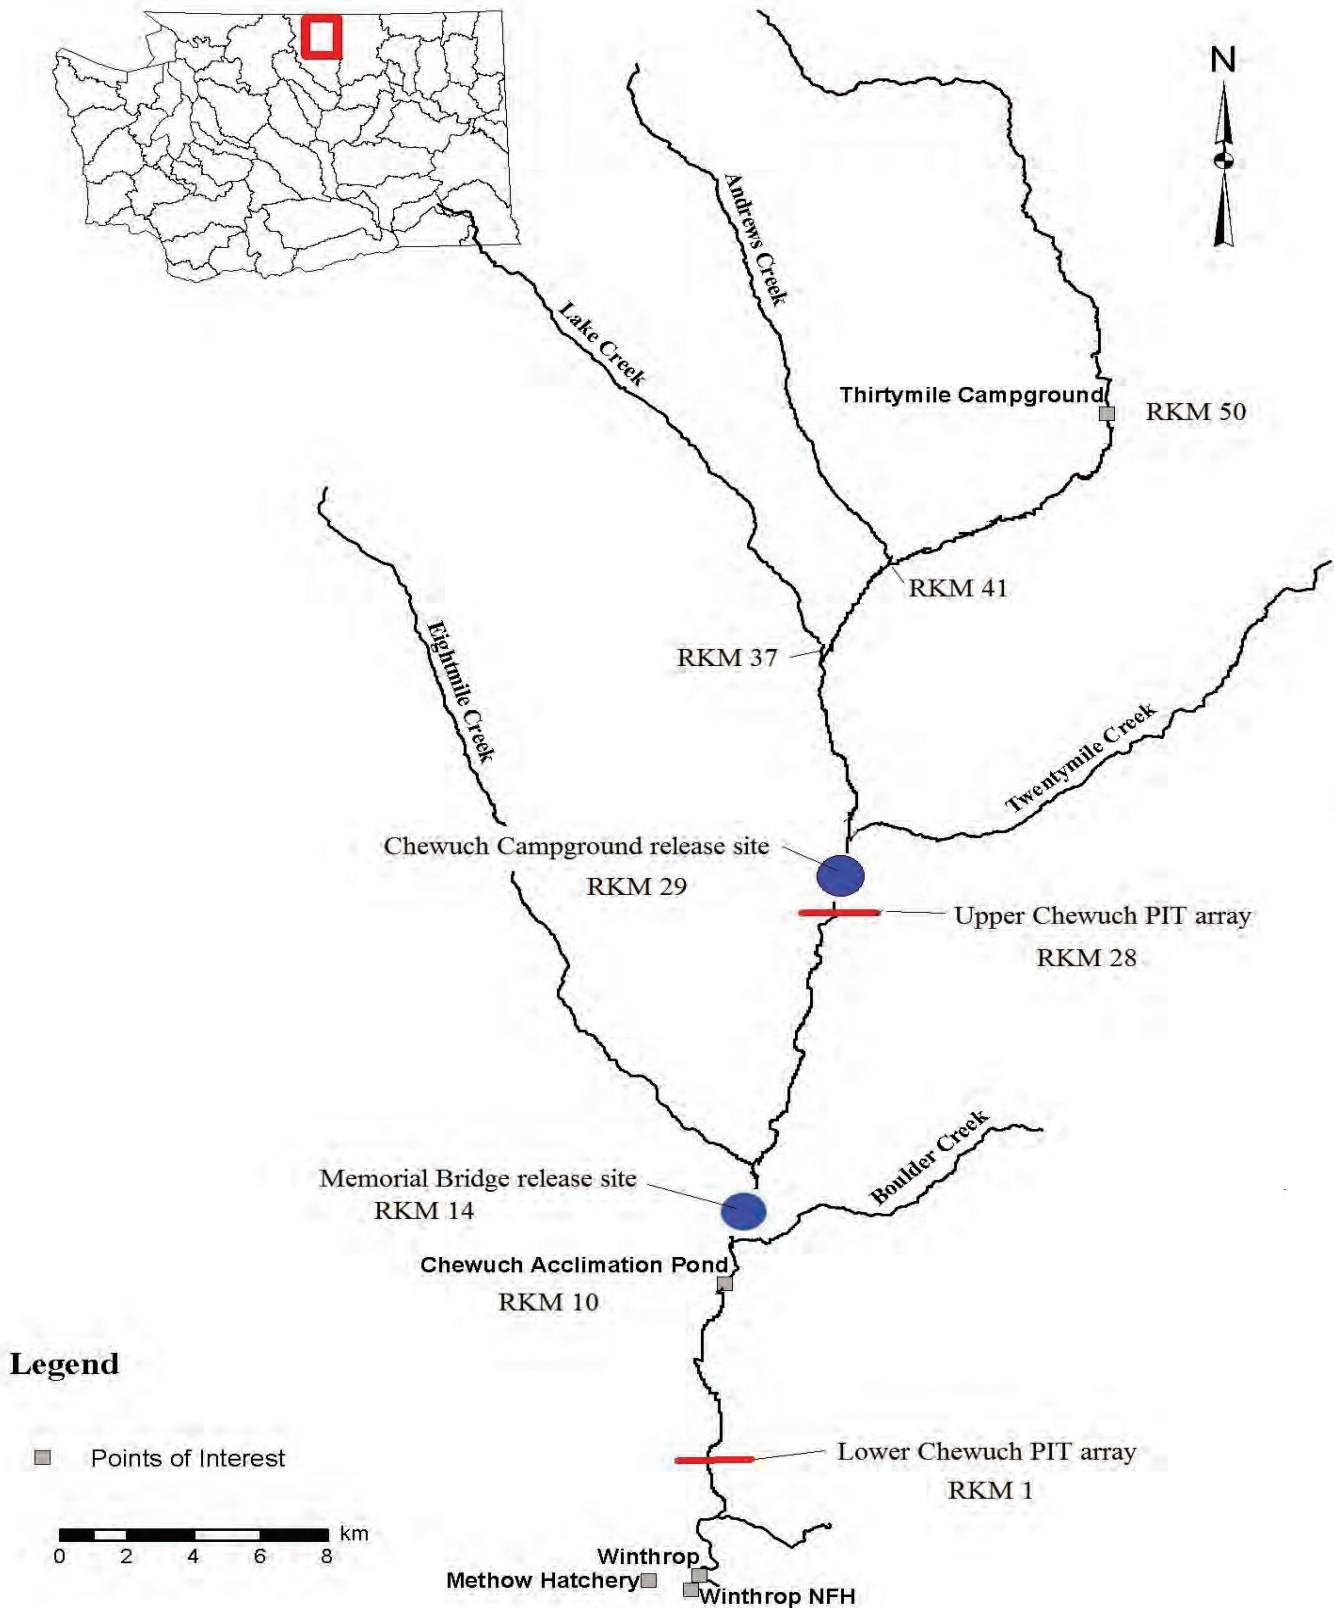 N
Andrews Creek
Lake Creek
Thirtymile Campground
RKM 50
RKM 41
RKM 37
Eightmile Creek
Twentymile Creek
Chewuch Campground release site
RKM 29
Upper Chewuch PIT array
RKM 28
Boulder Creek
Memorial Bridge release site
RKM 14
Chewuch Acclimation Pond
RKM 10
Legend
Points of Interest
Lower Chewuch PIT array
RKM 1
km
0 2 4 6 8
Winthrop
Methow Hatchery
Winthrop NFH